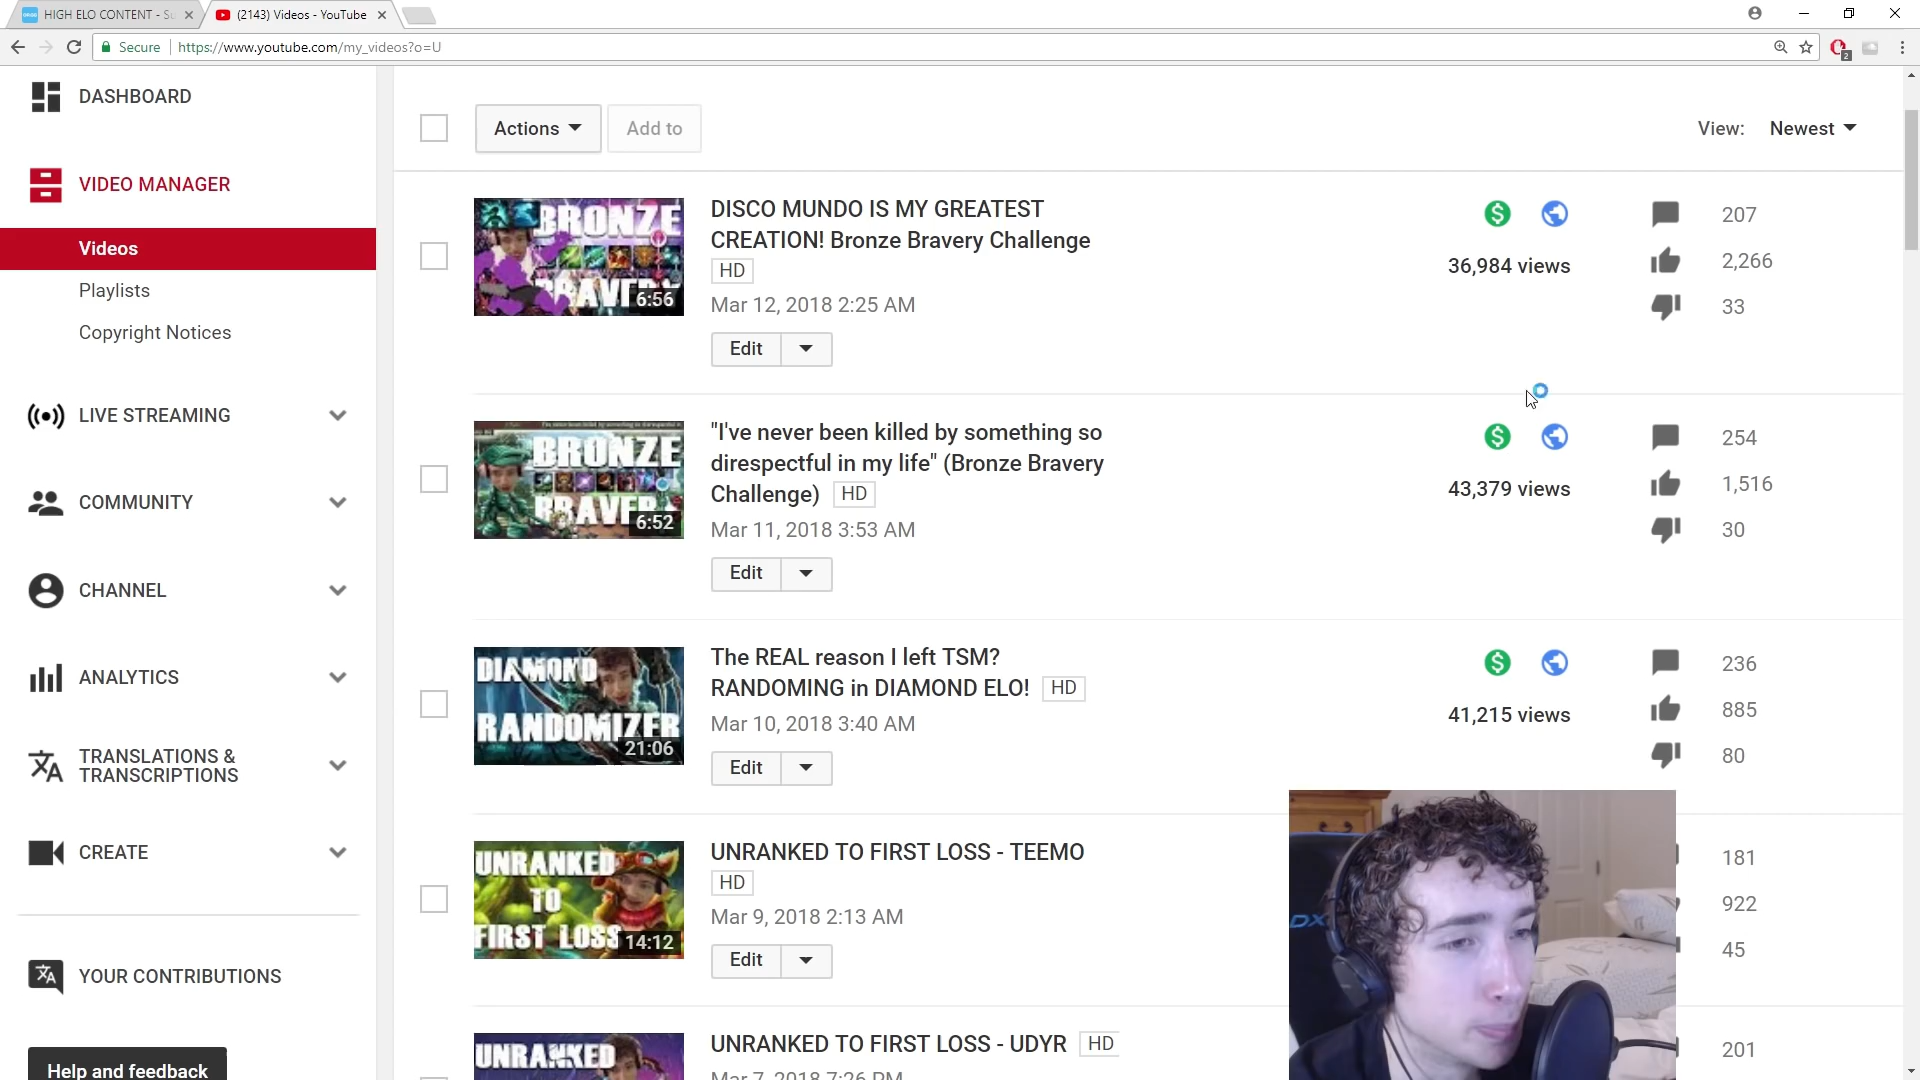 HIGH ELO CONTENT - Su
(2143) Videos - YouTube
Secure
https://www.youtube.com/my_videos?o=U
2
DASHBOARD
VIDEO MANAGER
Videos
Playlists
Copyright Notices
LIVE STREAMING
COMMUNITY
CHANNEL
ANALYTICS
TRANSLATIONS &
TRANSCRIPTIONS
CREATE
YOUR CONTRIBUTIONS
Help and feedback
Actions
Add to
View:
Newest
BRONZE
BRAVERY
6:56
DISCO MUNDO IS MY GREATEST
CREATION! Bronze Bravery Challenge
HD
Mar 12, 2018 2:25 AM
Edit
36,984 views
207
2,266
33
BRONZE
BRAVERY
6:52
"I've never been killed by something so
direspectful in my life" (Bronze Bravery
Challenge) HD
Mar 11, 2018 3:53 AM
Edit
43,379 views
254
1,516
30
DIAMOND
RANDOMIZER
21:06
The REAL reason I left TSM?
RANDOMING in DIAMOND ELO! HD
Mar 10, 2018 3:40 AM
Edit
41,215 views
236
885
80
UNRANKED
TO
FIRST LOSS
14:12
UNRANKED TO FIRST LOSS - TEEMO
HD
Mar 9, 2018 2:13 AM
Edit
181
922
45
UNRANKED
UNRANKED TO FIRST LOSS - UDYR HD
Mar 7, 2018 7:26 PM
201
DX